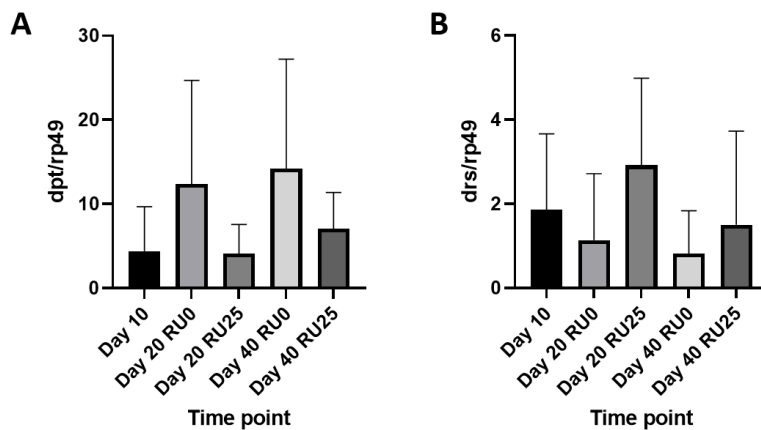 A
dpt/rp49
30
20
10
0
Day 10
Day 20 RU0
Day 20 RU25
Day 40 RU0
Day 40 RU25
Time point
B
drs/rp49
6
4
2
0
Day 10
Day 20 RU0
Day 20 RU25
Day 40 RU0
Day 40 RU25
Time point